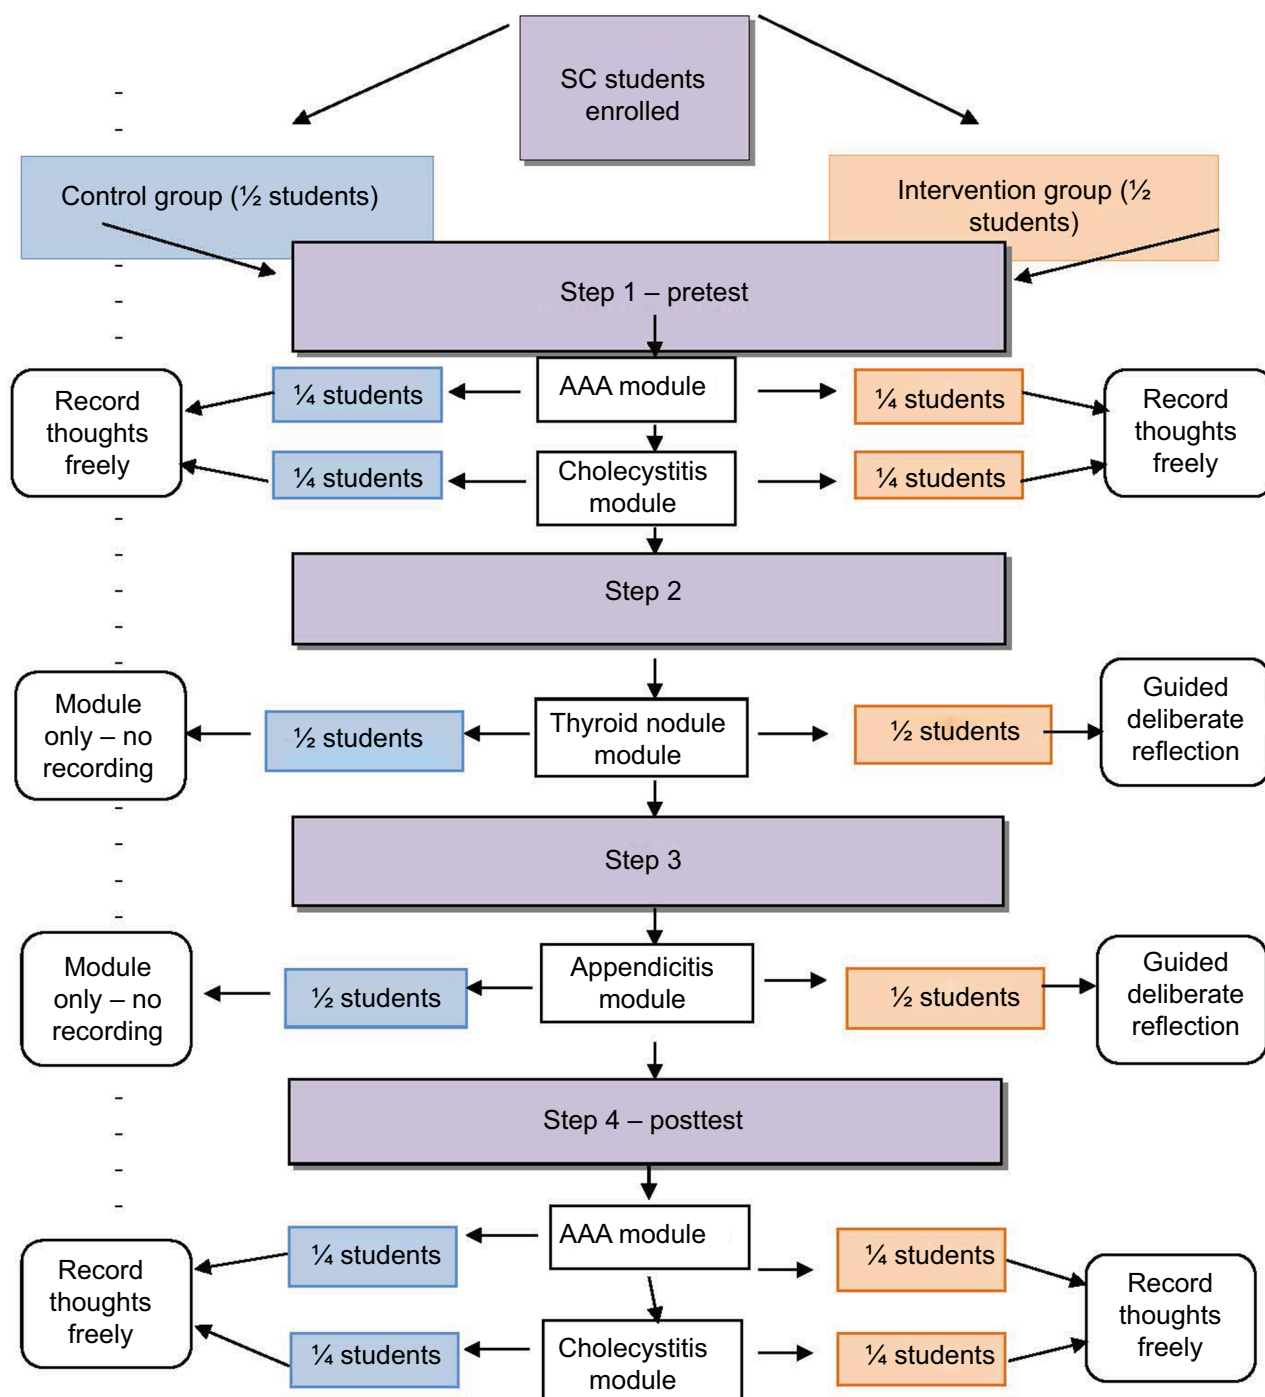 SC students
enrolled
Control group (½ students)
Intervention group (½
students)
Step 1 – pretest
Record
thoughts
freely
¼ students
AAA module
¼ students
Record
thoughts
freely
¼ students
Cholecystitis
module
¼ students
Step 2
Module
only – no
recording
½ students
Thyroid nodule
module
½ students
Guided
deliberate
reflection
Step 3
Module
only – no
recording
½ students
Appendicitis
module
½ students
Guided
deliberate
reflection
Step 4 – posttest
Record
thoughts
freely
¼ students
AAA module
¼ students
Record
thoughts
freely
¼ students
Cholecystitis
module
¼ students